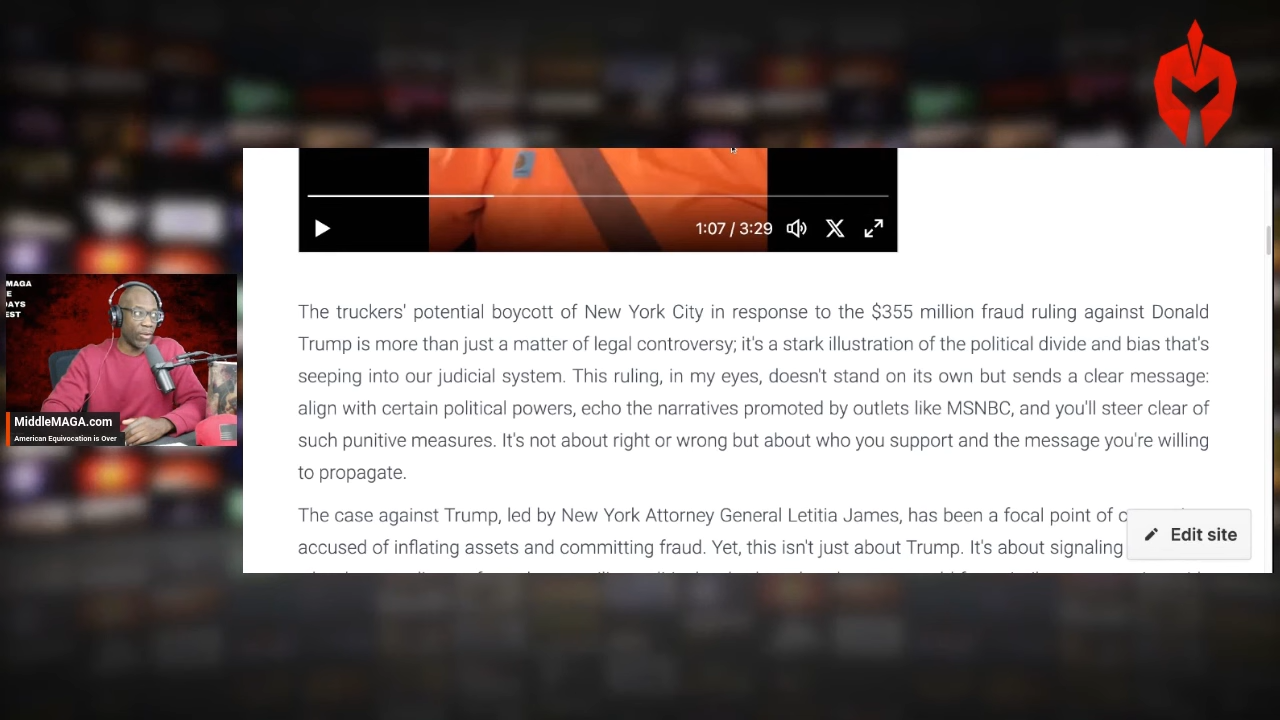 1:07 / 3:29
The truckers' potential boycott of New York City in response to the $355 million fraud ruling against Donald
Trump is more than just a matter of legal controversy; it's a stark illustration of the political divide and bias that's
seeping into our judicial system. This ruling, in my eyes, doesn't stand on its own but sends a clear message:
align with certain political powers, echo the narratives promoted by outlets like MSNBC, and you'll steer clear of
such punitive measures. It's not about right or wrong but about who you support and the message you're willing
to propagate.
The case against Trump, led by New York Attorney General Letitia James, has been a focal point of
accused of inflating assets and committing fraud. Yet, this isn't just about Trump. It's about signaling
Edit site
MAGA
E
DAYS
EST
MiddleMAGA.com
American Equivocation is Over